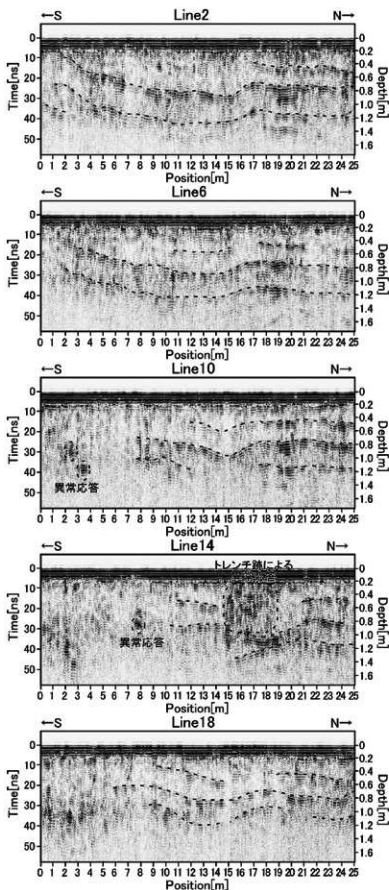 Line2
←S N→
Time[ns] Depth[m]
0 10 20 30 40 50
0 0.2 0.4 0.6 0.8 1.0 1.2 1.4 1.6
0 1 2 3 4 5 6 7 8 9 10 11 12 13 14 15 16 17 18 19 20 21 22 23 24 25
Position[m]
Line6
←S N→
Time[ns] Depth[m]
0 10 20 30 40 50
0 0.2 0.4 0.6 0.8 1.0 1.2 1.4 1.6
0 1 2 3 4 5 6 7 8 9 10 11 12 13 14 15 16 17 18 19 20 21 22 23 24 25
Position[m]
Line10
←S N→
Time[ns] Depth[m]
0 10 20 30 40 50
0 0.2 0.4 0.6 0.8 1.0 1.2 1.4 1.6
異常応答
0 1 2 3 4 5 6 7 8 9 10 11 12 13 14 15 16 17 18 19 20 21 22 23 24 25
Position[m]
Line14
←S N→
トレンチ跡による
Time[ns] Depth[m]
0 10 20 30 40 50
0 0.2 0.4 0.6 0.8 1.0 1.2 1.4 1.6
異常応答
0 1 2 3 4 5 6 7 8 9 10 11 12 13 14 15 16 17 18 19 20 21 22 23 24 25
Position[m]
Line18
←S N→
Time[ns] Depth[m]
0 10 20 30 40 50
0 0.2 0.4 0.6 0.8 1.0 1.2 1.4 1.6
0 1 2 3 4 5 6 7 8 9 10 11 12 13 14 15 16 17 18 19 20 21 22 23 24 25
Position[m]